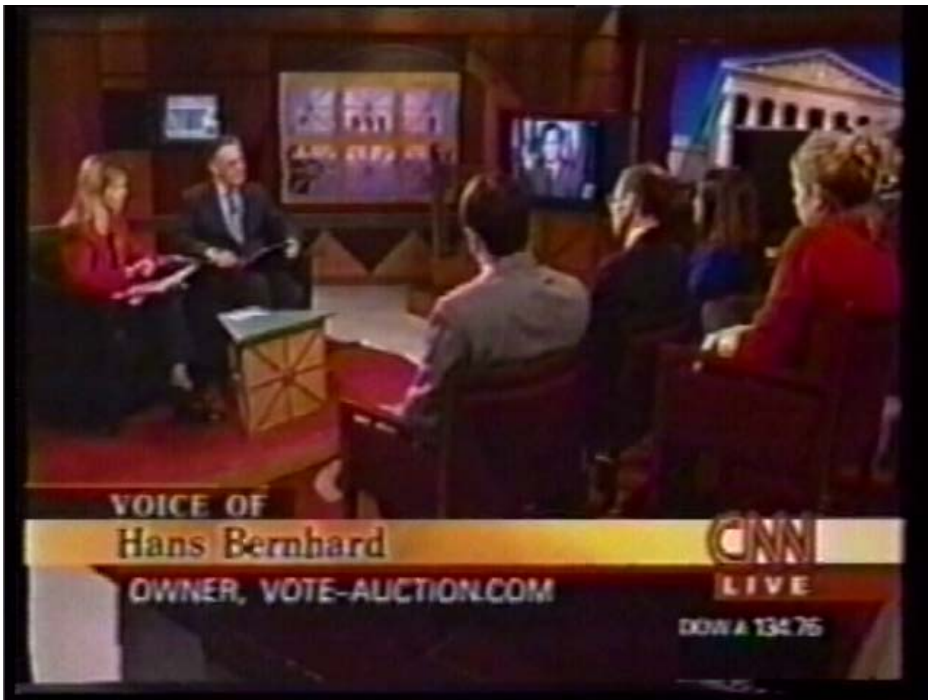 VOICE OF
Hans Bernhard
OWNER, VOTE-AUCTION.COM
CNN
LIVE
DOW ▲ 134.76